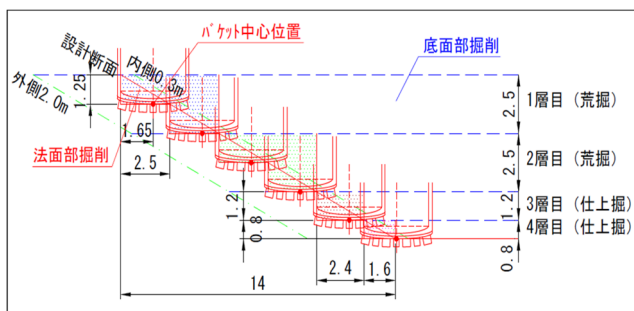 バケット中心位置
設計断面
内側0.3m
外側2.0m
底面部掘削
1.25
1.65
法面部掘削
2.5
2.5
1層目（荒掘）
2.5
2層目（荒掘）
1.2
0.8
1.2
3層目（仕上掘）
4層目（仕上掘）
0.8
2.4
1.6
14